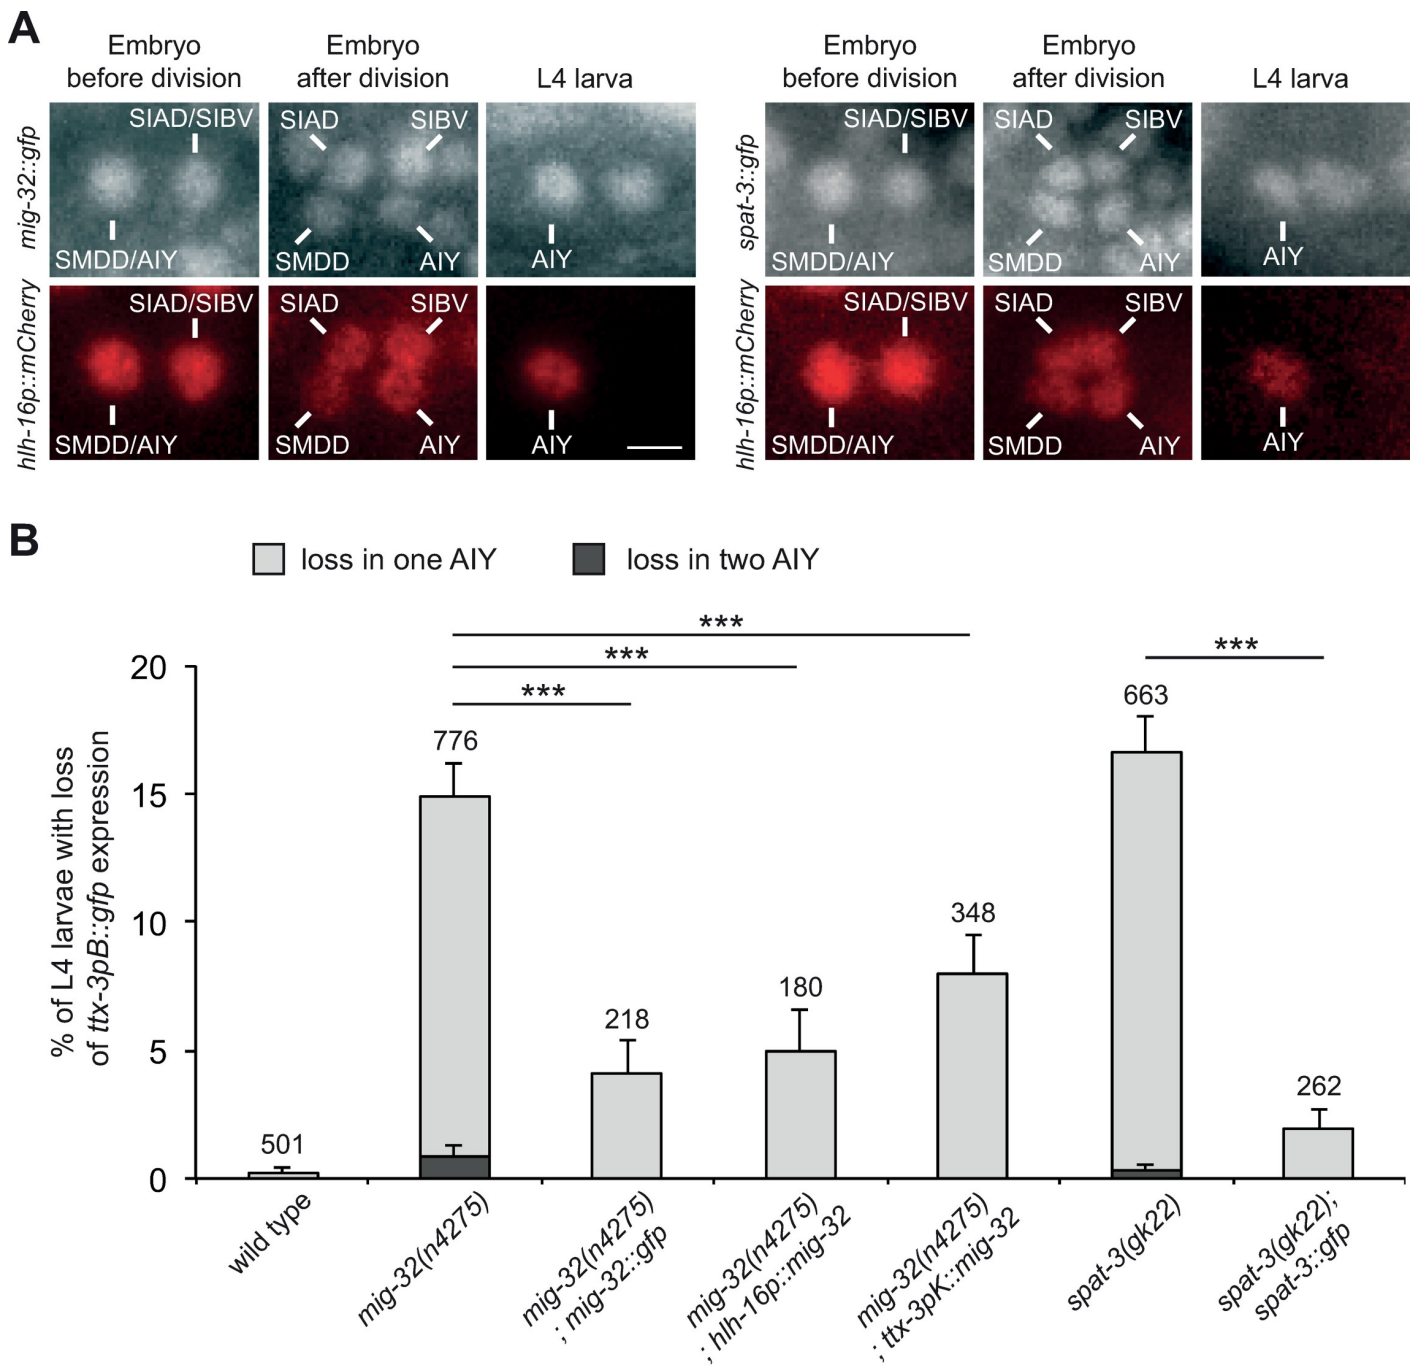 A
Embryo
before division
Embryo
after division
L4 larva
Embryo
before division
Embryo
after division
L4 larva
mig-32::gfp
SIAD/SIBV
SMDD/AIY
SIAD
SIBV
SMDD
AIY
AIY
spat-3::gfp
SIAD/SIBV
SMDD/AIY
SIAD
SIBV
SMDD
AIY
AIY
hlh-16p::mCherry
SIAD/SIBV
SMDD/AIY
SIAD
SIBV
SMDD
AIY
AIY
hlh-16p::mCherry
SIAD/SIBV
SMDD/AIY
SIAD
SIBV
SMDD
AIY
AIY
B
loss in one AIY
loss in two AIY
% of L4 larvae with loss
of ttx-3pB::gfp expression
20
15
10
5
0
***
***
***
***
501
776
218
180
348
663
262
wild type
mig-32(n4275)
mig-32(n4275)
; mig-32::gfp
mig-32(n4275)
; hlh-16p::mig-32
mig-32(n4275)
; ttx-3pK::mig-32
spat-3(gk22)
spat-3(gk22);
spat-3::gfp